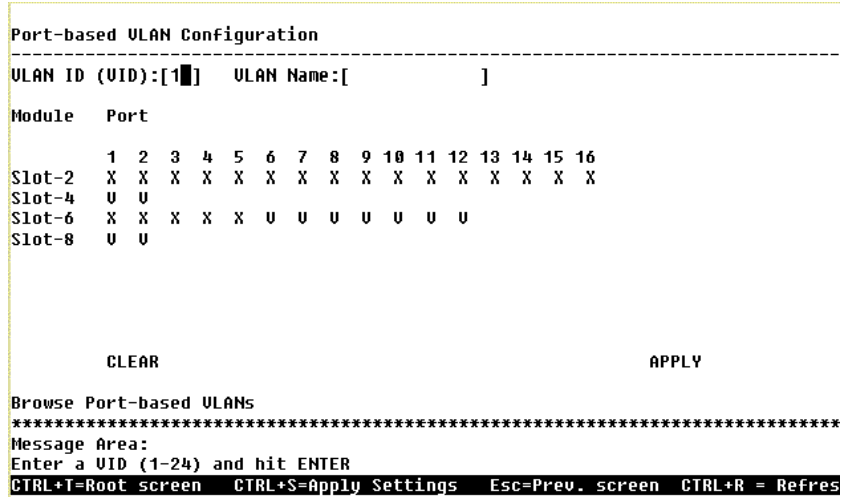 Port-based VLAN Configuration
--------------------------------------------------------------------------------
VLAN ID (VID):[1 ] VLAN Name:[ ]
Module Port
1 2 3 4 5 6 7 8 9 10 11 12 13 14 15 16
Slot-2 X X X X X X X X X X X X X X X X
Slot-4 V V
Slot-6 X X X X X V V V V V V V
Slot-8 V V
CLEAR APPLY
Browse Port-based VLANs
********************************************************************************
Message Area:
Enter a VID (1-24) and hit ENTER
CTRL+T=Root screen CTRL+S=Apply Settings Esc=Prev. screen CTRL+R = Refres